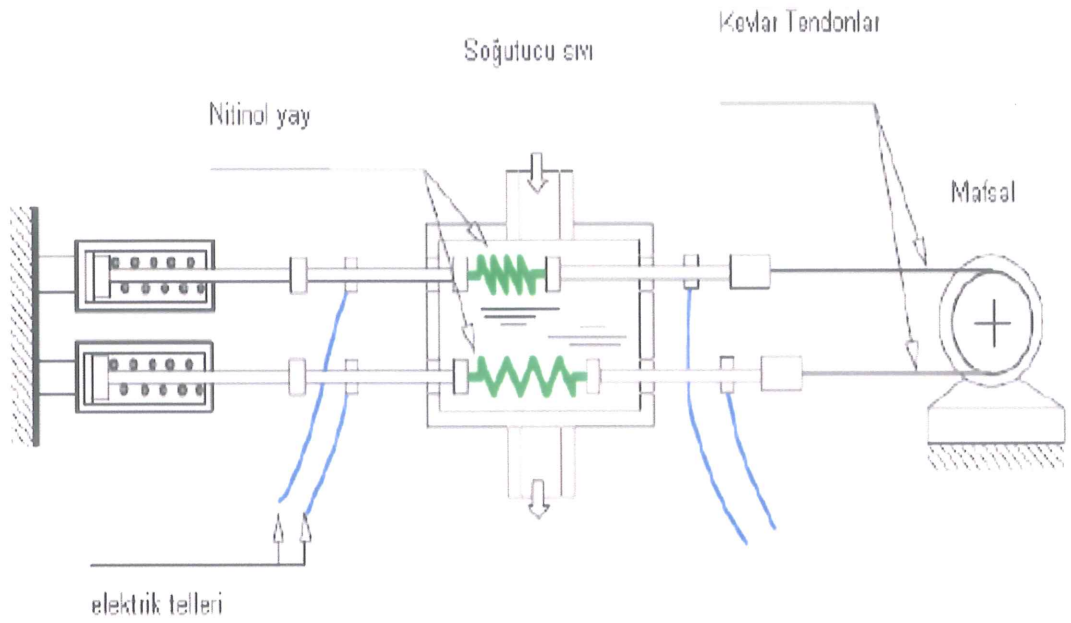 Kevlar Tendonlar
Soğutucu sıvı
Nitinol yay
Mafsal
elektrik telleri